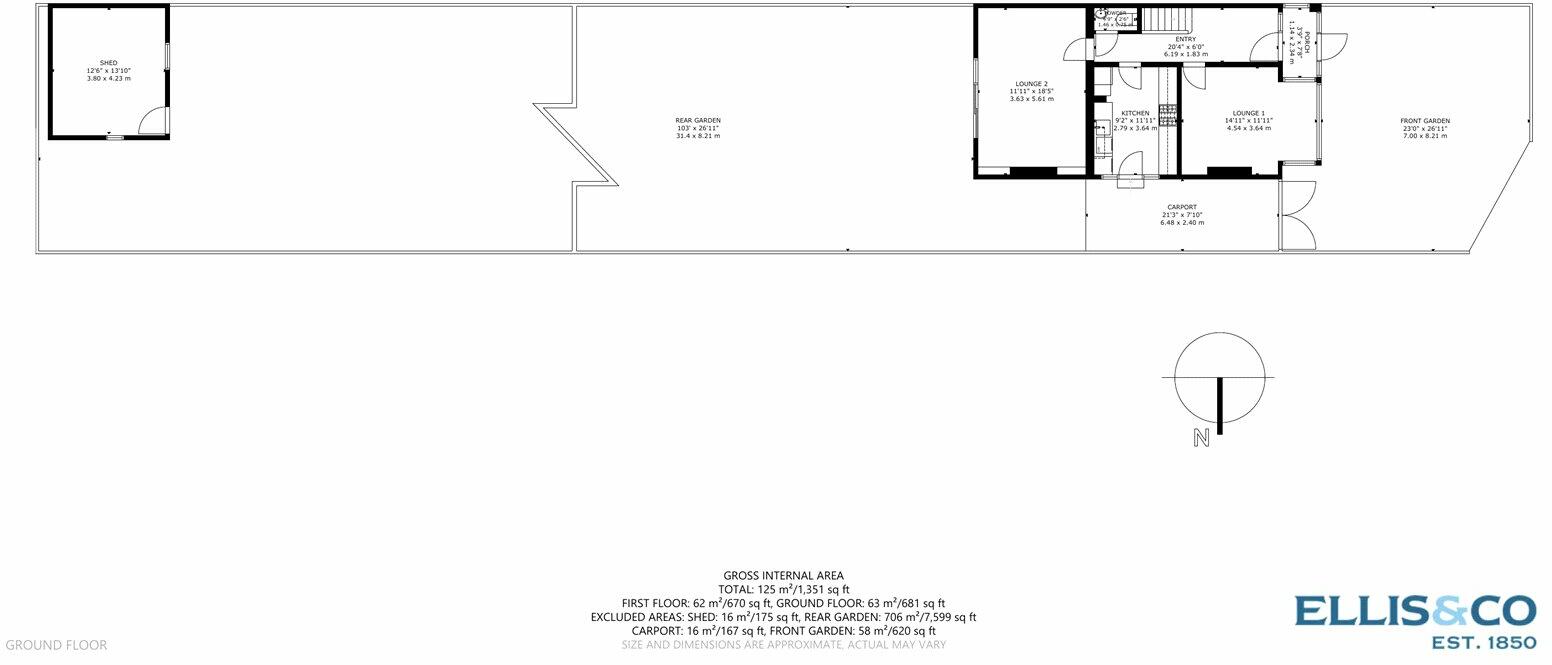 SHED
12'6" x 13'10"
3.80 x 4.23 m
REAR GARDEN
103' x 26'11"
31.4 x 8.21 m
LOUNGE 2
11'11" x 18'5"
3.63 x 5.61 m
POWDER
4'9" x 2'6"
1.46 x 0.75 m
ENTRY
20'4" x 6'0"
6.19 x 1.83 m
PORCH
3'9" x 7'8"
1.14 x 2.34 m
KITCHEN
9'2" x 11'11"
2.79 x 3.64 m
LOUNGE 1
14'11" x 11'11"
4.54 x 3.64 m
FRONT GARDEN
23'0" x 26'11"
7.00 x 8.21 m
CARPORT
21'3" x 7'10"
6.48 x 2.40 m
N
GROSS INTERNAL AREA
TOTAL: 125 m²/1,351 sq ft
FIRST FLOOR: 62 m²/670 sq ft, GROUND FLOOR: 63 m²/681 sq ft
EXCLUDED AREAS: SHED: 16 m²/175 sq ft, REAR GARDEN: 706 m²/7,599 sq ft
CARPORT: 16 m²/167 sq ft, FRONT GARDEN: 58 m²/620 sq ft
SIZE AND DIMENSIONS ARE APPROXIMATE, ACTUAL MAY VARY
GROUND FLOOR
ELLIS&CO
EST. 1850